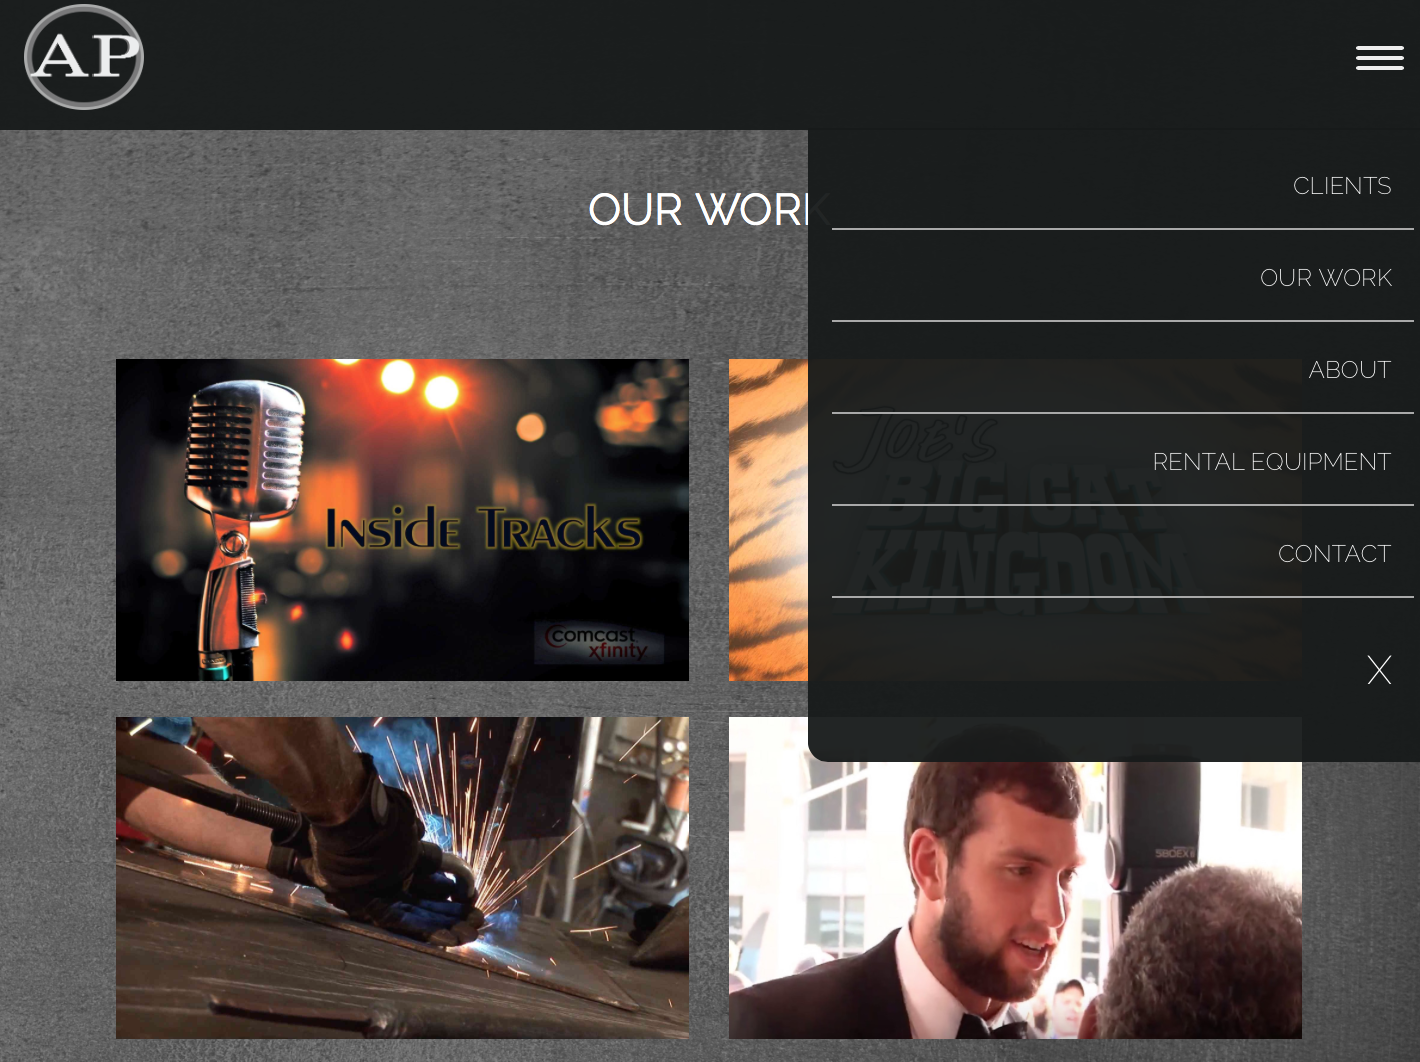 AP
OUR WORK
CLIENTS
OUR WORK
ABOUT
RENTAL EQUIPMENT
CONTACT
X
Inside Tracks
comcast
xfinity
Joe's
BIG CAT
KINGDOM